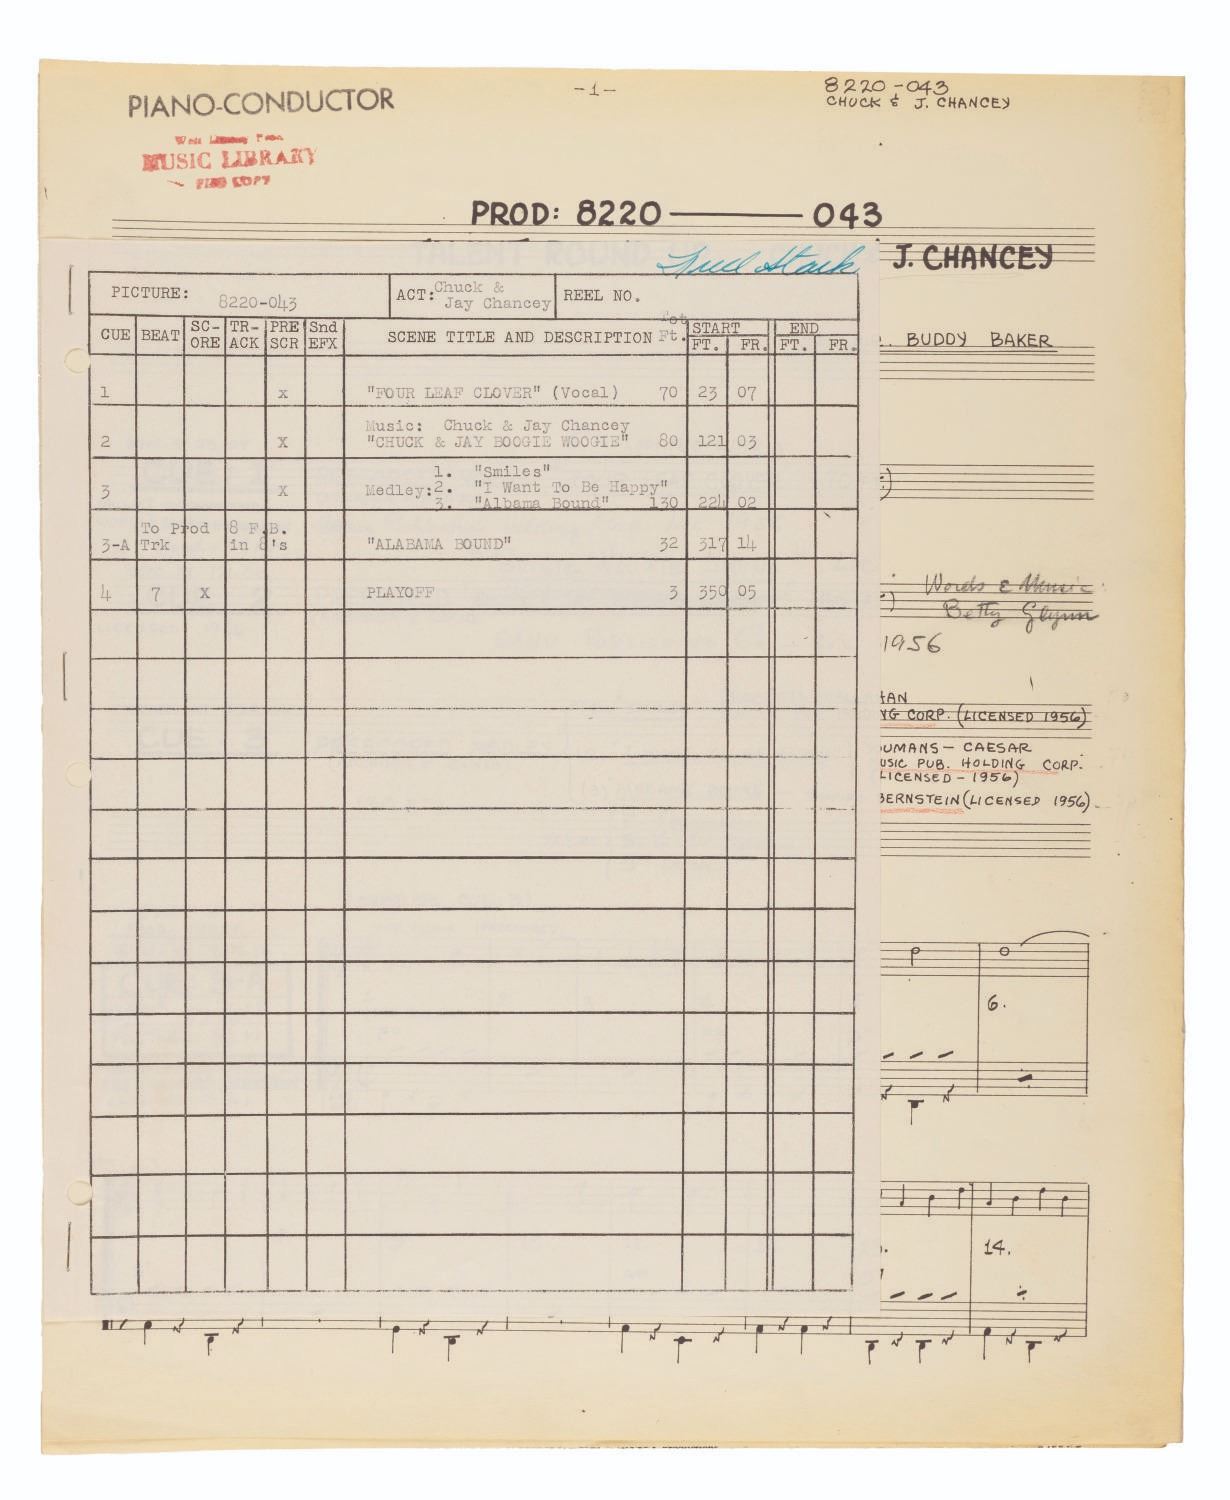 PIANO-CONDUCTOR
-1-
8220-043
CHUCK & J. CHANCEY
MUSIC LIBRARY
FILE COPY
PROD: 8220 — 043
J. CHANCEY
PICTURE: 8220-043
ACT: Chuck & Jay Chancey
REEL NO.
CUE BEAT SC-ORE TR-ACK PRE SCR Snd EFX SCENE TITLE AND DESCRIPTION Tot Ft. START FT. FR. END FT. FR.
1 x "FOUR LEAF CLOVER" (Vocal) 70 23 07
Music: Chuck & Jay Chancey
2 x "CHUCK & JAY BOOGIE WOOGIE" 80 121 03
1. "Smiles"
3 x Medley: 2. "I Want To Be Happy"
3. "Albama Bound" 130 224 02
To Prod 8 F.B.
3-A Trk in 8's "ALABAMA BOUND" 32 317 14
4 7 x PLAYOFF 3 350 05
BUDDY BAKER
Words & Music
Betty Glynn
1956
HAN
NG CORP. (LICENSED 1956)
OUMANS - CAESAR
USIC PUB. HOLDING CORP.
LICENSED - 1956)
BERNSTEIN (LICENSED 1956)
6.
14.